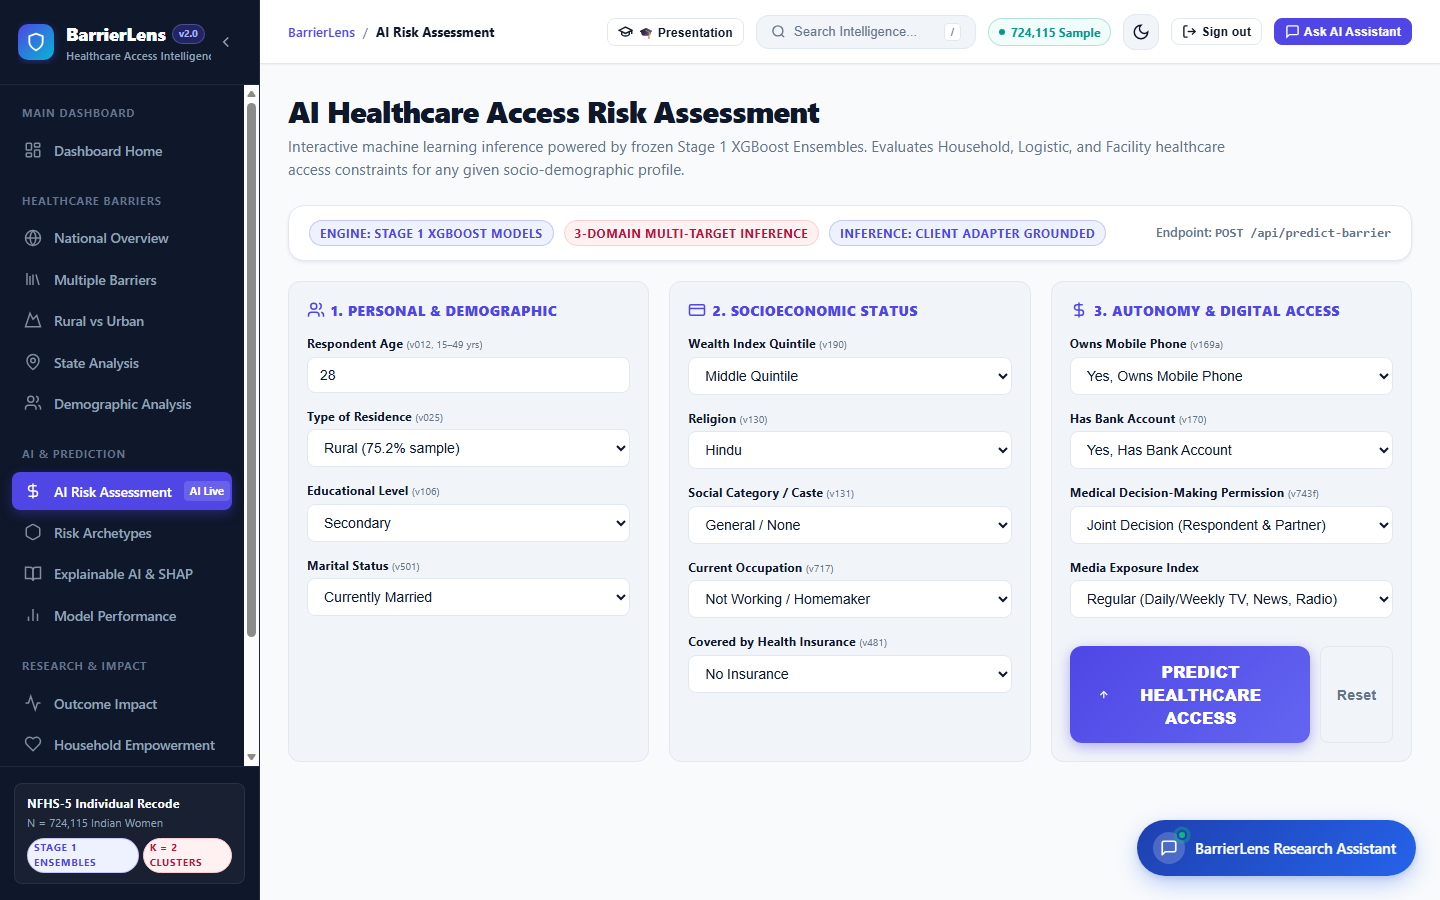 BarrierLens v2.0
Healthcare Access Intelligenc
MAIN DASHBOARD
Dashboard Home
HEALTHCARE BARRIERS
National Overview
Multiple Barriers
Rural vs Urban
State Analysis
Demographic Analysis
AI & PREDICTION
AI Risk Assessment AI Live
Risk Archetypes
Explainable AI & SHAP
Model Performance
RESEARCH & IMPACT
Outcome Impact
Household Empowerment
NFHS-5 Individual Recode
N = 724,115 Indian Women
STAGE 1 ENSEMBLES
K = 2 CLUSTERS
BarrierLens / AI Risk Assessment
Presentation
Search Intelligence... /
724,115 Sample
Sign out
Ask AI Assistant
AI Healthcare Access Risk Assessment
Interactive machine learning inference powered by frozen Stage 1 XGBoost Ensembles. Evaluates Household, Logistic, and Facility healthcare
access constraints for any given socio-demographic profile.
ENGINE: STAGE 1 XGBOOST MODELS
3-DOMAIN MULTI-TARGET INFERENCE
INFERENCE: CLIENT ADAPTER GROUNDED
Endpoint: POST /api/predict-barrier
1. PERSONAL & DEMOGRAPHIC
Respondent Age (v012, 15–49 yrs)
28
Type of Residence (v025)
Rural (75.2% sample)
Educational Level (v106)
Secondary
Marital Status (v501)
Currently Married
2. SOCIOECONOMIC STATUS
Wealth Index Quintile (v190)
Middle Quintile
Religion (v130)
Hindu
Social Category / Caste (v131)
General / None
Current Occupation (v717)
Not Working / Homemaker
Covered by Health Insurance (v481)
No Insurance
3. AUTONOMY & DIGITAL ACCESS
Owns Mobile Phone (v169a)
Yes, Owns Mobile Phone
Has Bank Account (v170)
Yes, Has Bank Account
Medical Decision-Making Permission (v743f)
Joint Decision (Respondent & Partner)
Media Exposure Index
Regular (Daily/Weekly TV, News, Radio)
PREDICT
HEALTHCARE
ACCESS
Reset
BarrierLens Research Assistant